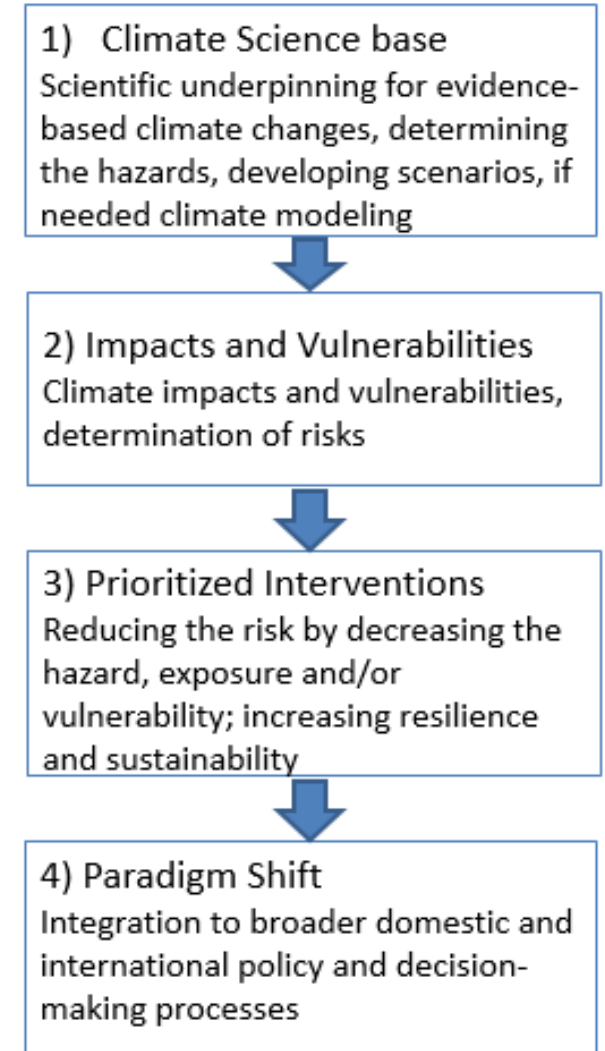 1) Climate Science base
Scientific underpinning for evidence-
based climate changes, determining
the hazards, developing scenarios, if
needed climate modeling
2) Impacts and Vulnerabilities
Climate impacts and vulnerabilities,
determination of risks
3) Prioritized Interventions
Reducing the risk by decreasing the
hazard, exposure and/or
vulnerability; increasing resilience
and sustainability
4) Paradigm Shift
Integration to broader domestic and
international policy and decision-
making processes